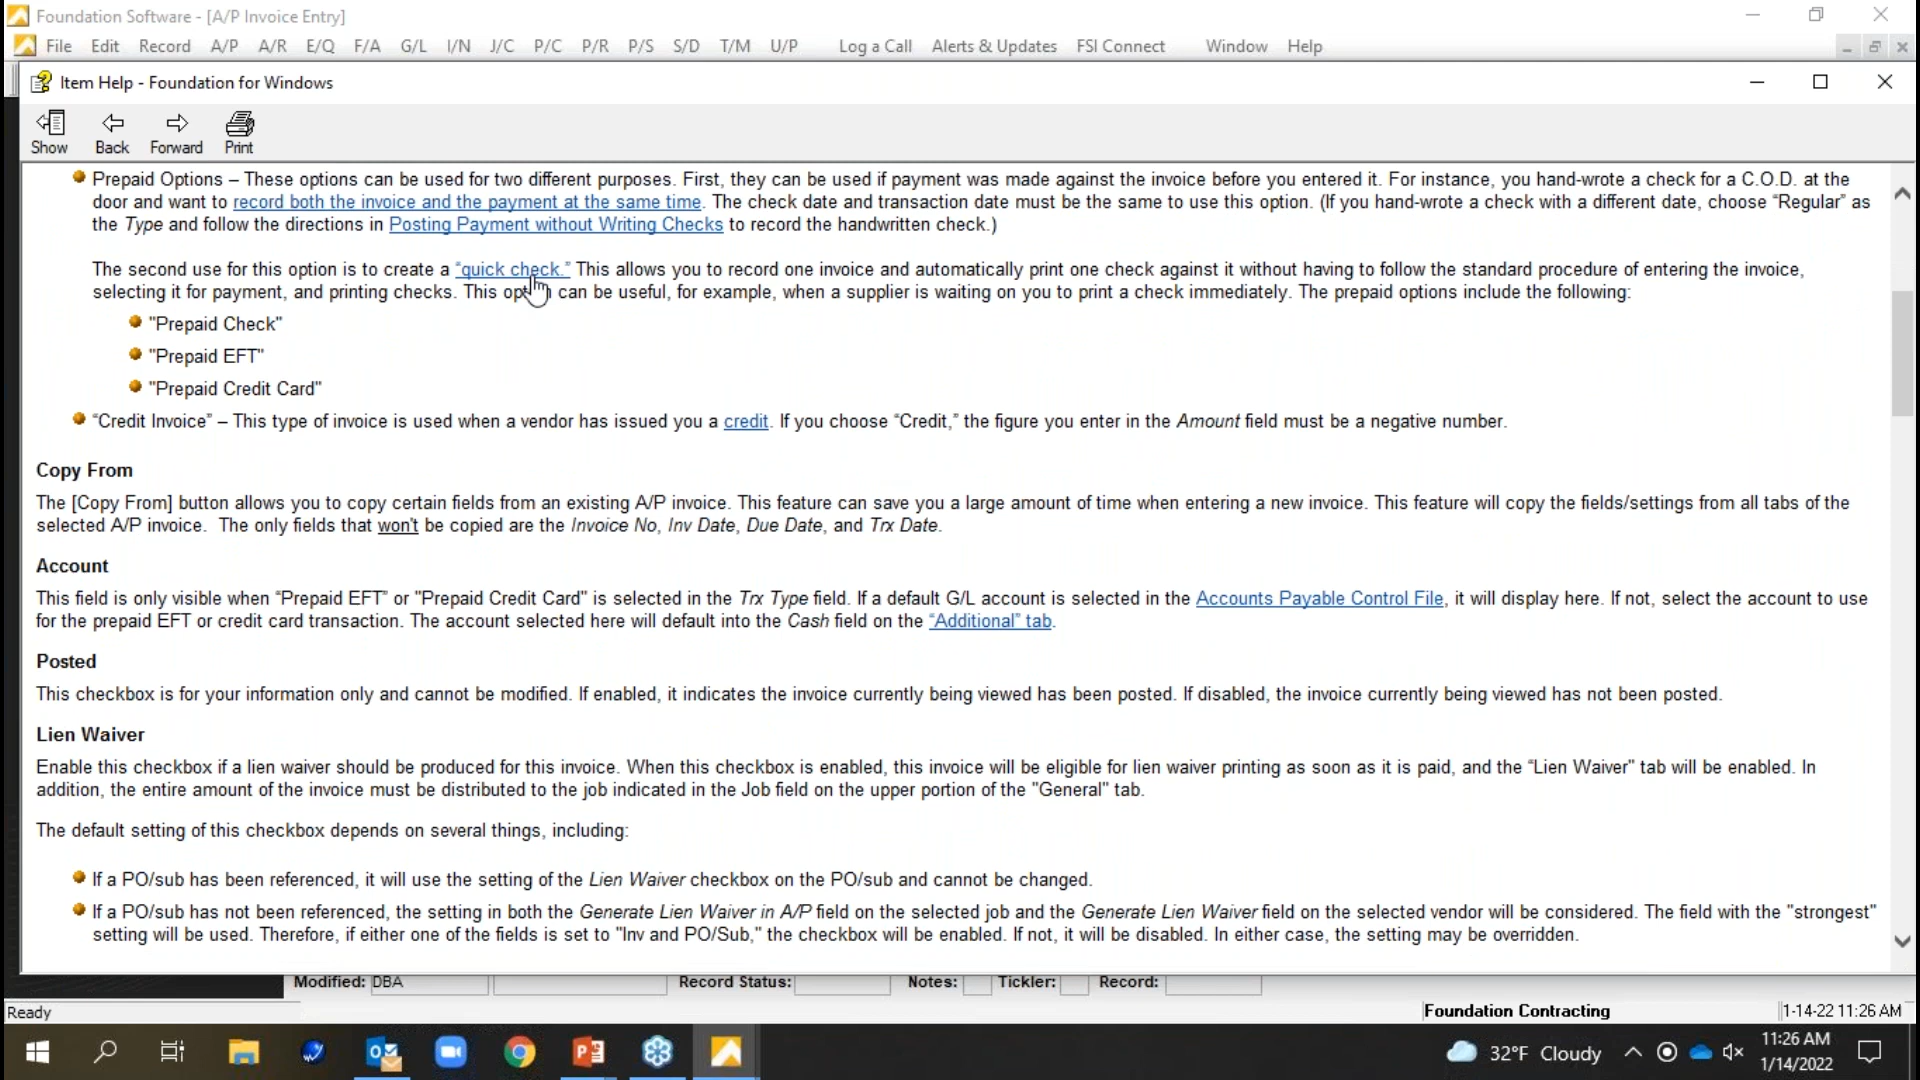 Foundation Software - [A/P Invoice Entry]
File Edit Record A/P A/R E/Q F/A G/L I/N J/C P/C P/R P/S S/D T/M U/P Log a Call Alerts & Updates FSI Connect Window Help
Item Help - Foundation for Windows
Show Back Forward Print
Prepaid Options – These options can be used for two different purposes. First, they can be used if payment was made against the invoice before you entered it. For instance, you hand-wrote a check for a C.O.D. at the
door and want to record both the invoice and the payment at the same time. The check date and transaction date must be the same to use this option. (If you hand-wrote a check with a different date, choose “Regular” as
the Type and follow the directions in Posting Payment without Writing Checks to record the handwritten check.)
The second use for this option is to create a “quick check.” This allows you to record one invoice and automatically print one check against it without having to follow the standard procedure of entering the invoice,
selecting it for payment, and printing checks. This option can be useful, for example, when a supplier is waiting on you to print a check immediately. The prepaid options include the following:
"Prepaid Check"
"Prepaid EFT"
"Prepaid Credit Card"
“Credit Invoice” – This type of invoice is used when a vendor has issued you a credit. If you choose “Credit,” the figure you enter in the Amount field must be a negative number.
Copy From
The [Copy From] button allows you to copy certain fields from an existing A/P invoice. This feature can save you a large amount of time when entering a new invoice. This feature will copy the fields/settings from all tabs of the
selected A/P invoice. The only fields that won't be copied are the Invoice No, Inv Date, Due Date, and Trx Date.
Account
This field is only visible when “Prepaid EFT” or "Prepaid Credit Card" is selected in the Trx Type field. If a default G/L account is selected in the Accounts Payable Control File, it will display here. If not, select the account to use
for the prepaid EFT or credit card transaction. The account selected here will default into the Cash field on the “Additional” tab.
Posted
This checkbox is for your information only and cannot be modified. If enabled, it indicates the invoice currently being viewed has been posted. If disabled, the invoice currently being viewed has not been posted.
Lien Waiver
Enable this checkbox if a lien waiver should be produced for this invoice. When this checkbox is enabled, this invoice will be eligible for lien waiver printing as soon as it is paid, and the “Lien Waiver” tab will be enabled. In
addition, the entire amount of the invoice must be distributed to the job indicated in the Job field on the upper portion of the "General" tab.
The default setting of this checkbox depends on several things, including:
If a PO/sub has been referenced, it will use the setting of the Lien Waiver checkbox on the PO/sub and cannot be changed.
If a PO/sub has not been referenced, the setting in both the Generate Lien Waiver in A/P field on the selected job and the Generate Lien Waiver field on the selected vendor will be considered. The field with the "strongest"
setting will be used. Therefore, if either one of the fields is set to "Inv and PO/Sub," the checkbox will be enabled. If not, it will be disabled. In either case, the setting may be overridden.
Modified: DBA Record Status: Notes: Tickler: Record:
Ready Foundation Contracting 1-14-22 11:26 AM
32°F Cloudy 11:26 AM
1/14/2022